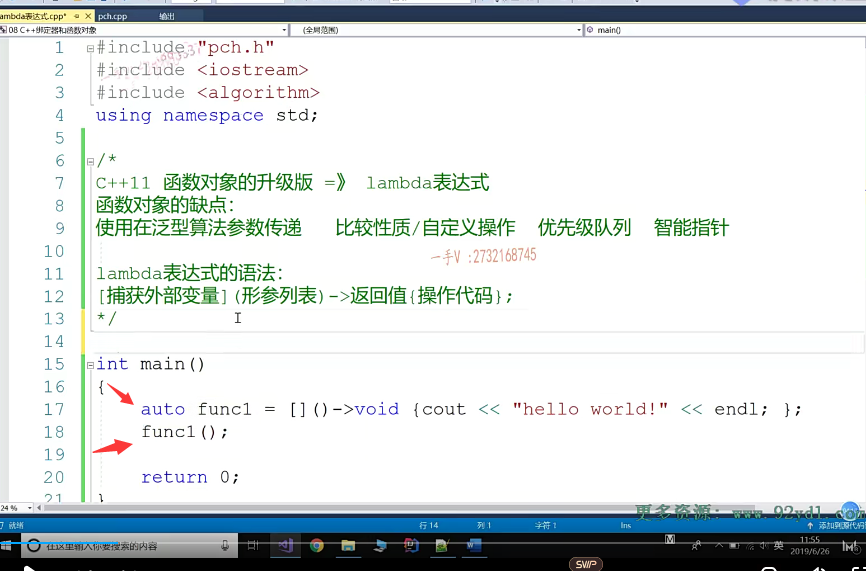 lambda表达式.cpp*
pch.cpp
输出
08 C++绑定器和函数对象
(全局范围)
main()
1 #include "pch.h"
2 #include <iostream>
3 #include <algorithm>
4 using namespace std;
5
6 /*
7 C++11 函数对象的升级版 =》 lambda表达式
8 函数对象的缺点:
9 使用在泛型算法参数传递 比较性质/自定义操作 优先级队列 智能指针
10
一手V :2732168745
11 lambda表达式的语法:
12 [捕获外部变量](形参列表)->返回值{操作代码};
13 */
14
15 int main()
16 {
17 auto func1 = []()->void {cout << "hello world!" << endl; };
18 func1();
19
20 return 0;
21 }
24 %
更多资源: www.92ydl.com
就绪
行 14
列 1
字符 1
Ins
添加到源代码
在这里输入你要搜索的内容
英
11:55
2019/6/26
SVIP